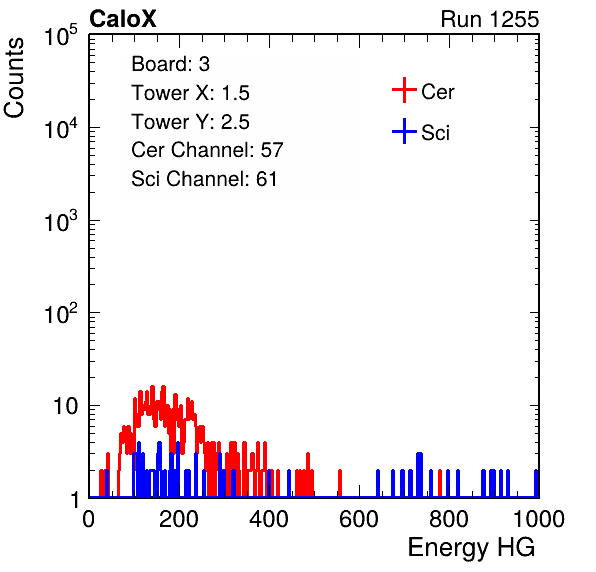 CaloX Run 1255
Counts
10^5
10^4
10^3
10^2
10
1
Board: 3
Tower X: 1.5
Tower Y: 2.5
Cer Channel: 57
Sci Channel: 61
Cer
Sci
0 200 400 600 800 1000
Energy HG